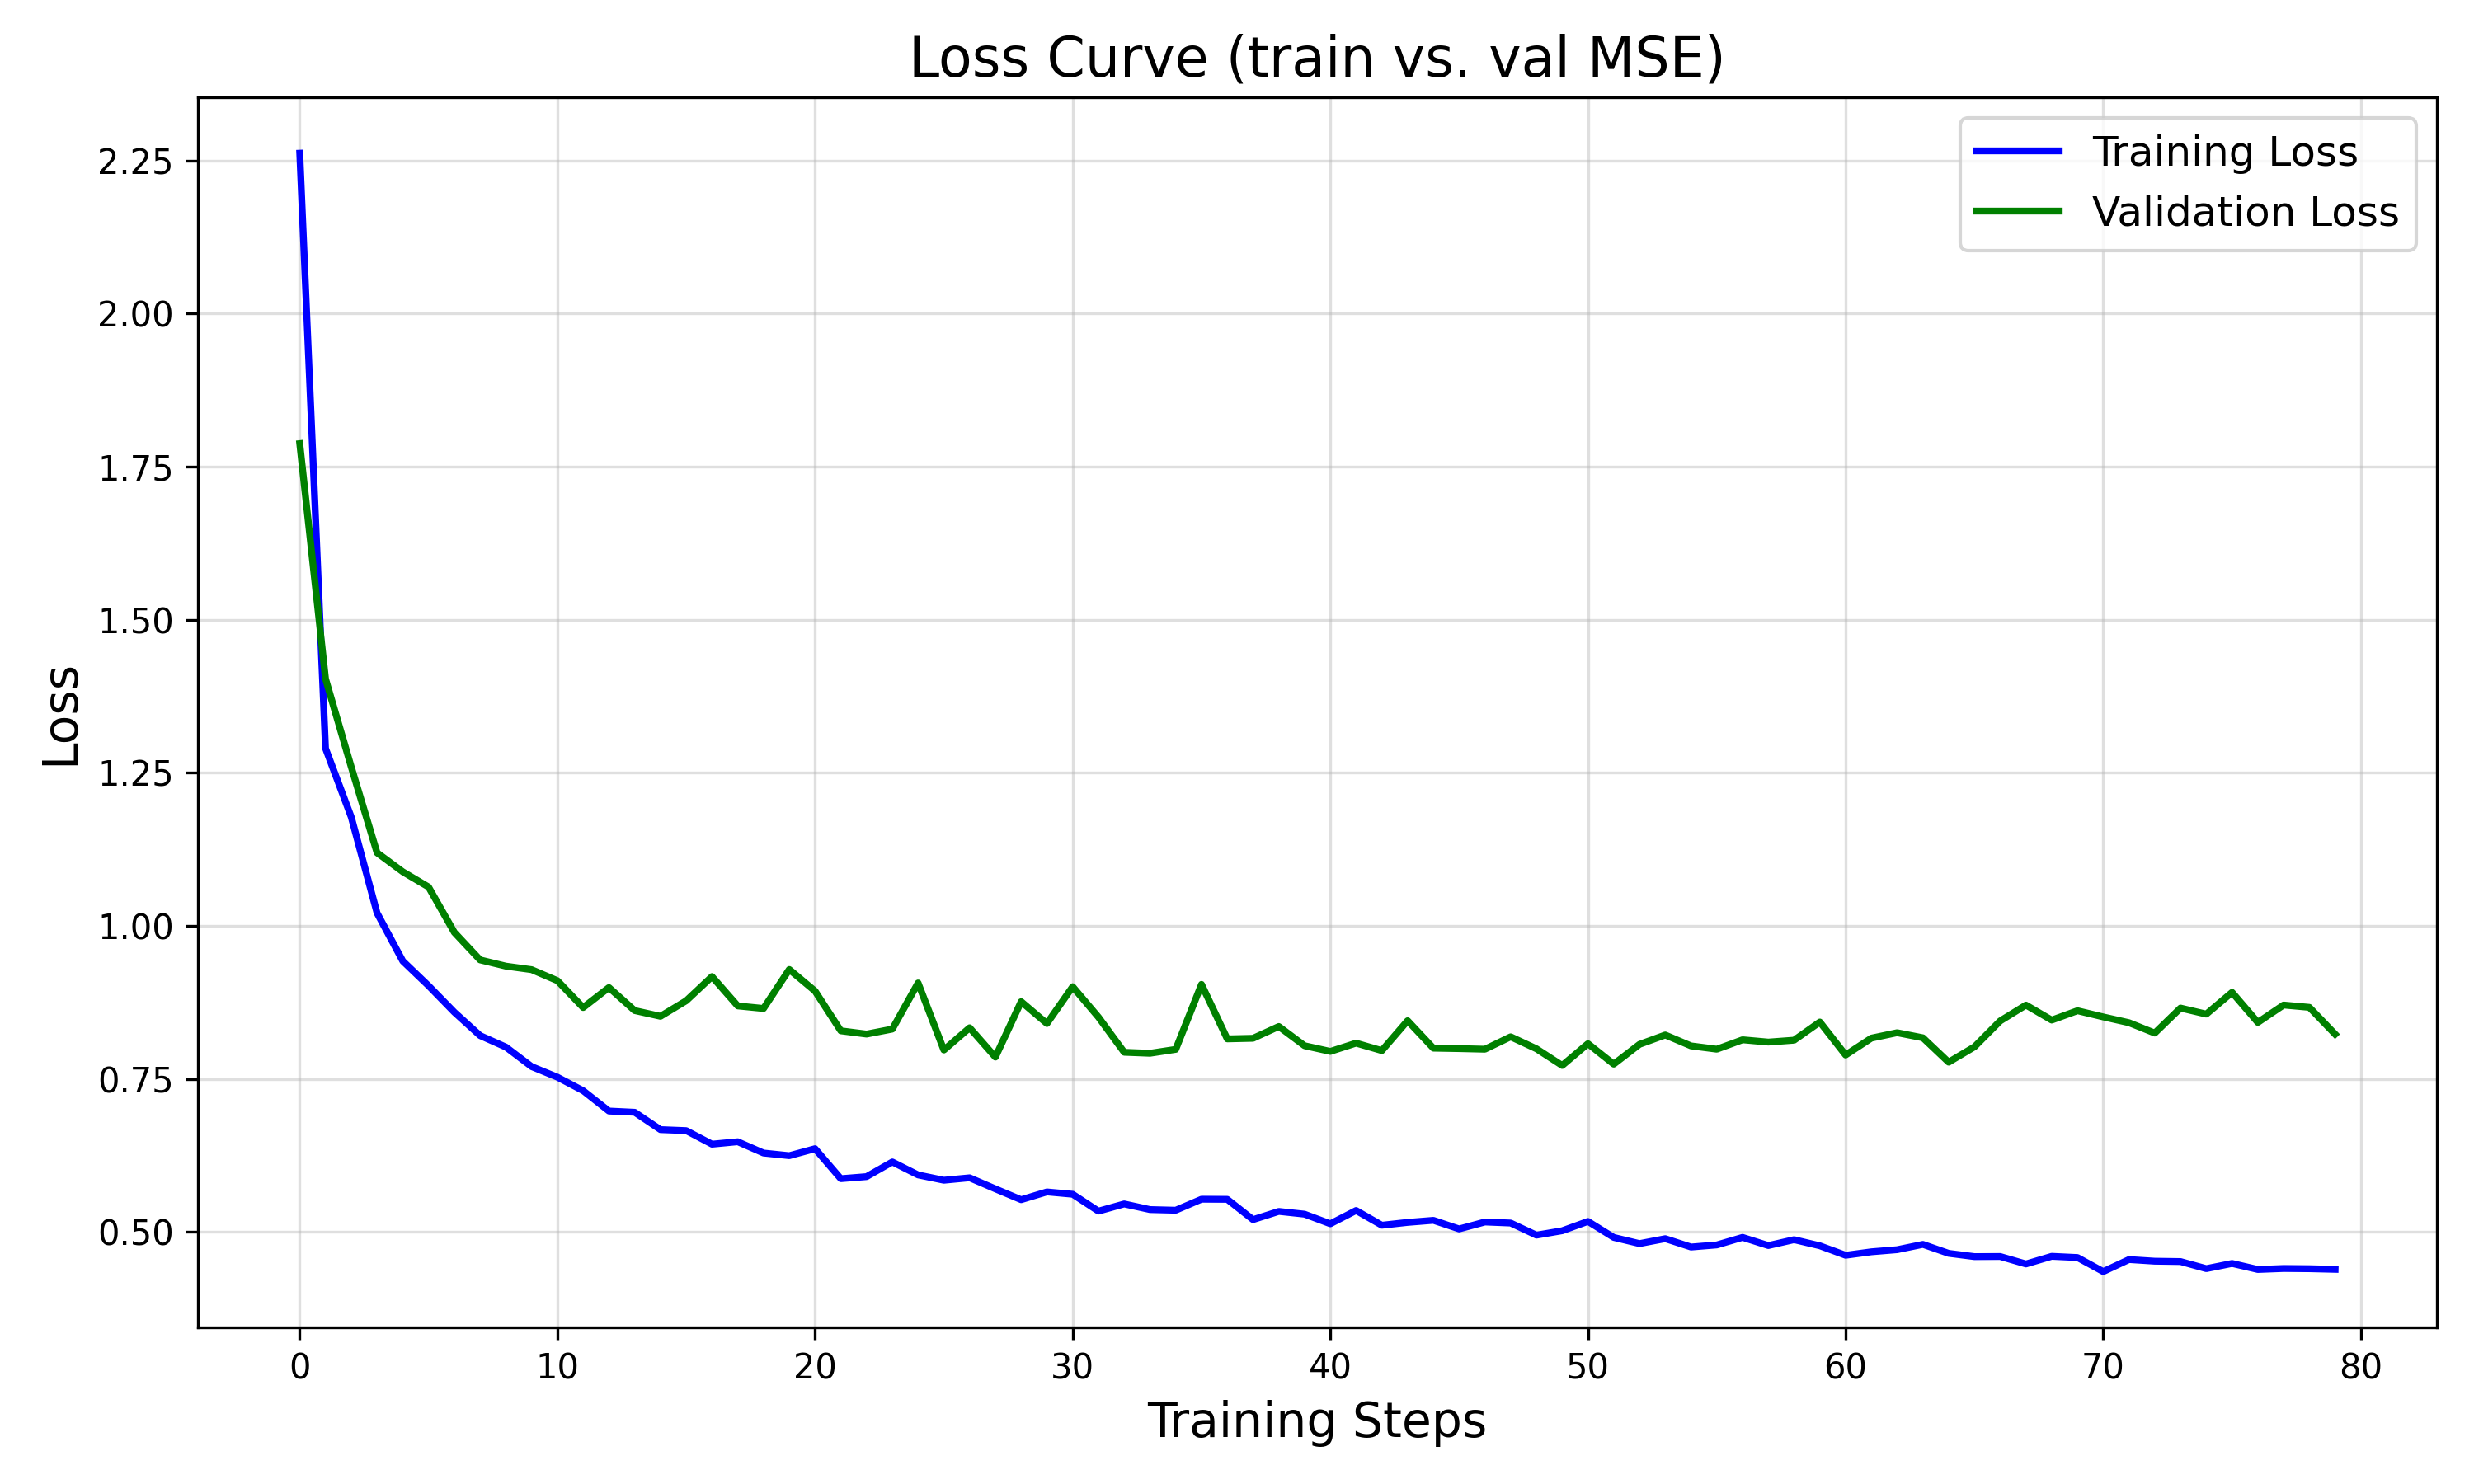 Loss Curve (train vs. val MSE)
Training Loss
Validation Loss
2.25
2.00
1.75
1.50
1.25
1.00
0.75
0.50
Loss
0 10 20 30 40 50 60 70 80
Training Steps